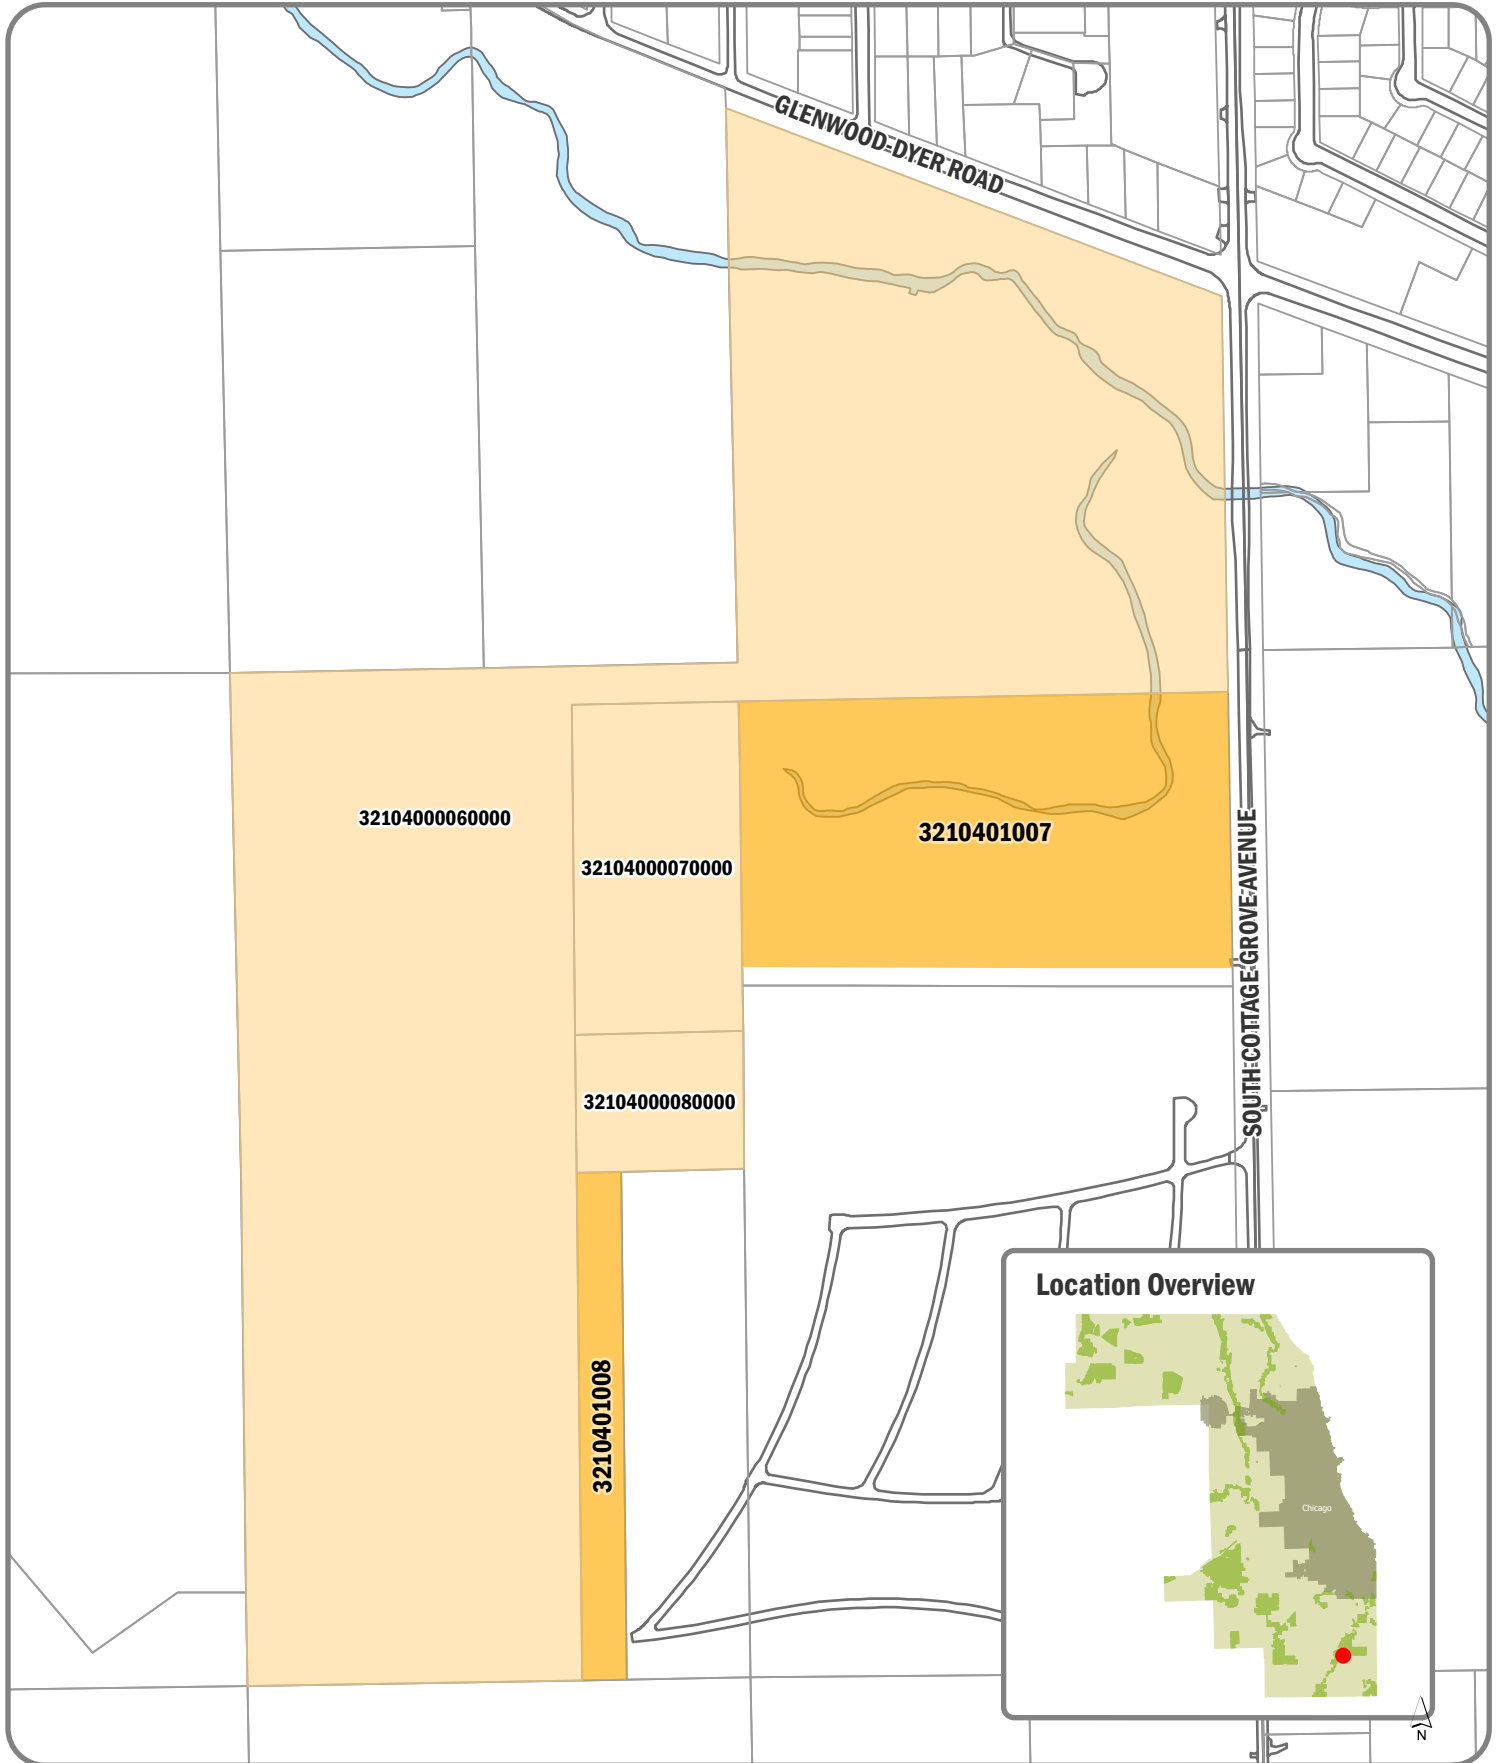 GLENWOOD-DYER ROAD
32104000060000
3210401007
32104000070000
SOUTH COTTAGE GROVE AVENUE
32104000080000
3210401008
Location Overview
Chicago
N